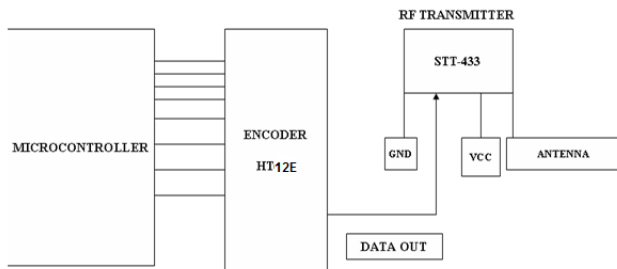 RF TRANSMITTER
STT-433
MICROCONTROLLER
ENCODER
HT12E
GND
VCC
ANTENNA
DATA OUT